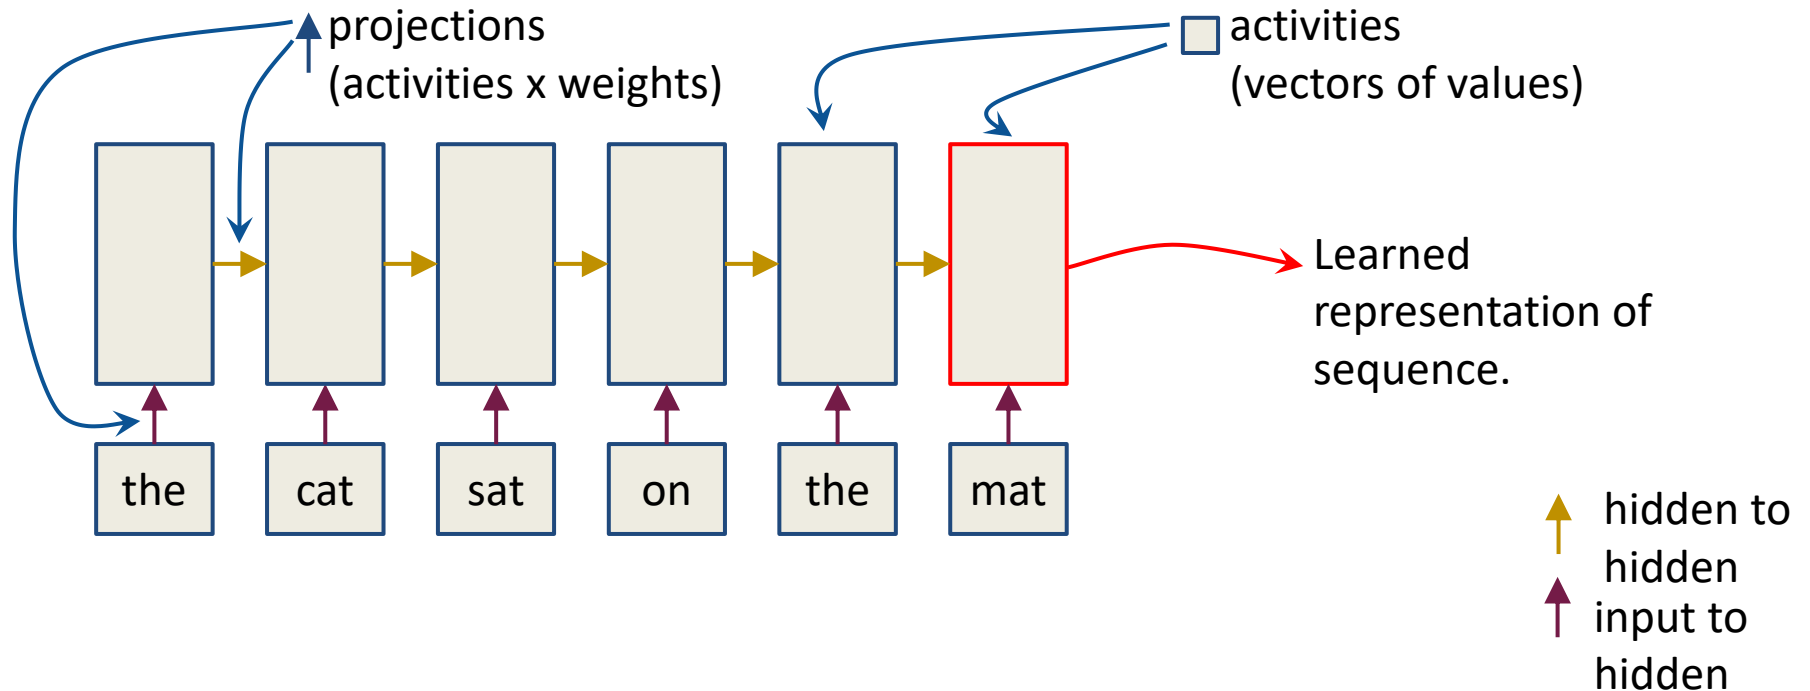 projections
(activities x weights)
activities
(vectors of values)
Learned
representation of
sequence.
the
cat
sat
on
the
mat
hidden to
hidden
input to
hidden